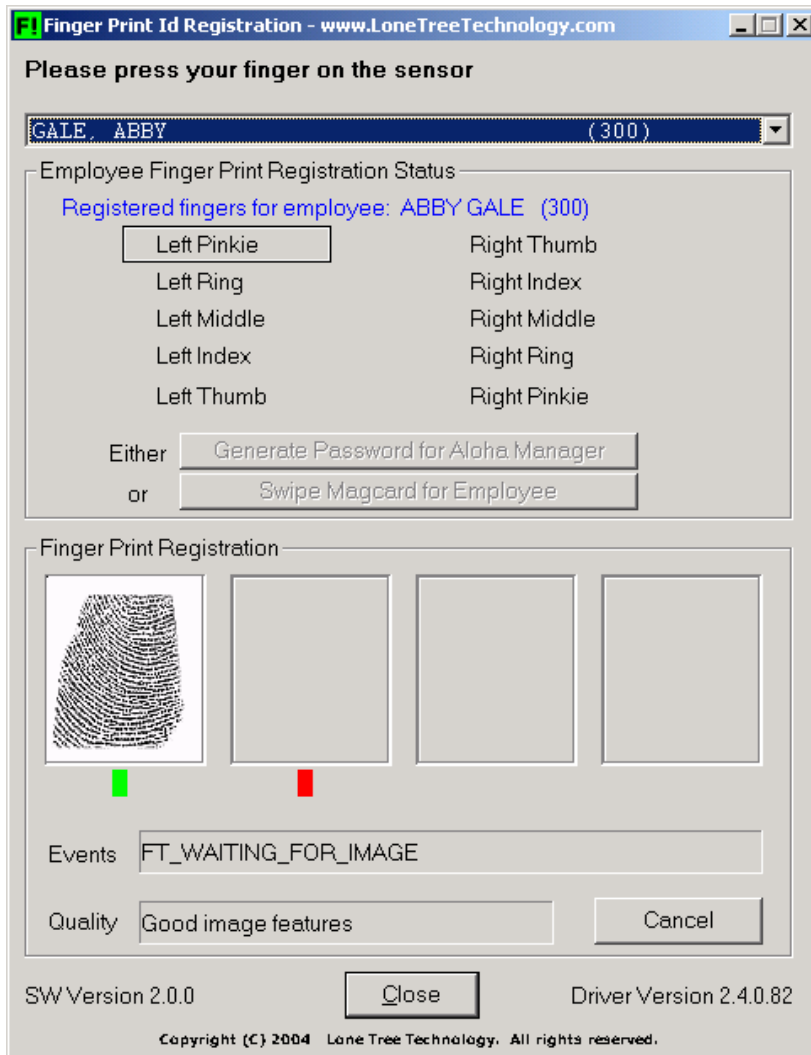 F! Finger Print Id Registration - www.LoneTreeTechnology.com
Please press your finger on the sensor
GALE, ABBY (300)
Employee Finger Print Registration Status
Registered fingers for employee: ABBY GALE (300)
Left Pinkie Right Thumb
Left Ring Right Index
Left Middle Right Middle
Left Index Right Ring
Left Thumb Right Pinkie
Either Generate Password for Aloha Manager
or Swipe Magcard for Employee
Finger Print Registration
Events FT_WAITING_FOR_IMAGE
Quality Good image features Cancel
SW Version 2.0.0 Close Driver Version 2.4.0.82
Copyright (C) 2004 Lone Tree Technology. All rights reserved.